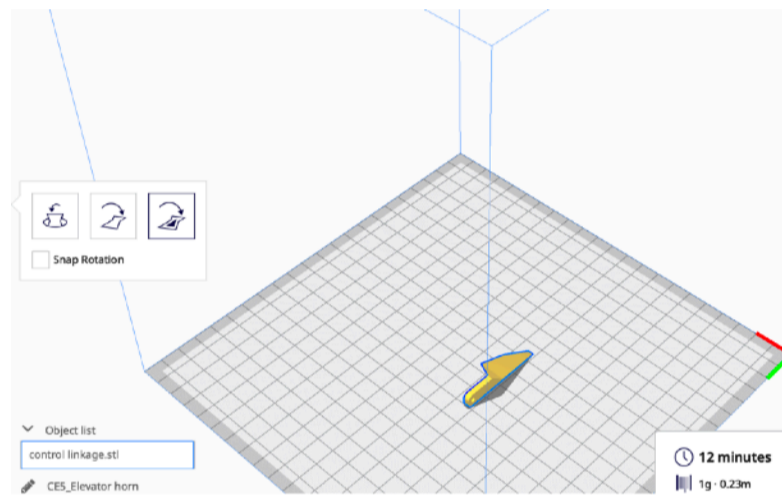 Snap Rotation
Object list
control linkage.stl
CE5_Elevator horn
12 minutes
1g · 0.23m